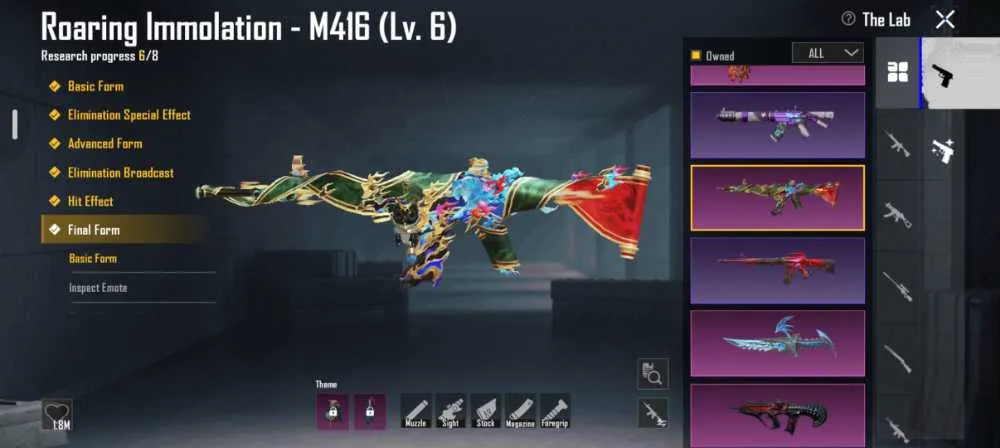 Roaring Immolation - M416 (Lv. 6)
Research progress 6/8
Basic Form
Elimination Special Effect
Advanced Form
Elimination Broadcast
Hit Effect
Final Form
Basic Form
Inspect Emote
1.8M
Theme
Muzzle
Sight
Stock
Magazine
Foregrip
? The Lab
Owned
ALL